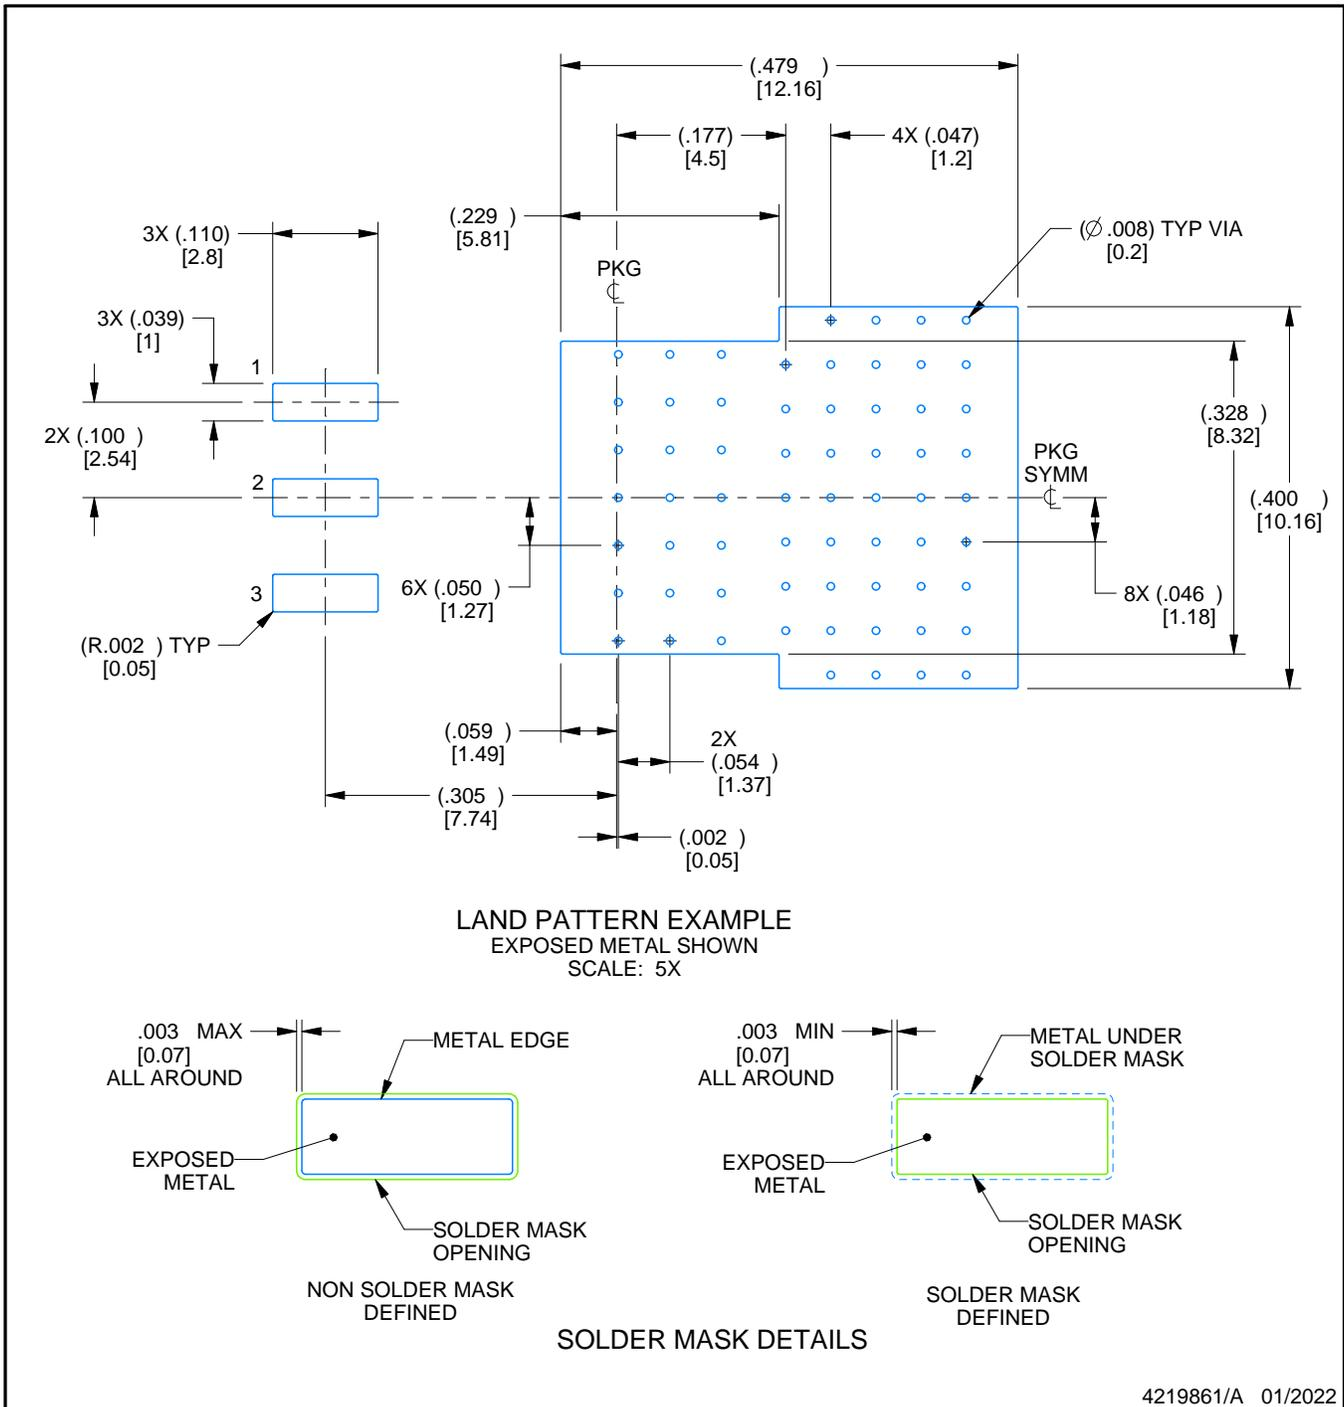 (.479 )
[12.16]
(.177)
[4.5]
4X (.047)
[1.2]
(.229 )
[5.81]
(∅ .008) TYP VIA
[0.2]
3X (.110)
[2.8]
PKG
℄
3X (.039)
[1]
1
2X (.100 )
[2.54]
(.328 )
[8.32]
PKG
SYMM
℄
2
(.400 )
[10.16]
6X (.050 )
[1.27]
3
8X (.046 )
[1.18]
(R.002 ) TYP
[0.05]
(.059 )
[1.49]
2X
(.054 )
[1.37]
(.305 )
[7.74]
(.002 )
[0.05]
LAND PATTERN EXAMPLE
EXPOSED METAL SHOWN
SCALE: 5X
.003 MAX
[0.07]
ALL AROUND
METAL EDGE
EXPOSED
METAL
SOLDER MASK
OPENING
NON SOLDER MASK
DEFINED
.003 MIN
[0.07]
ALL AROUND
METAL UNDER
SOLDER MASK
EXPOSED
METAL
SOLDER MASK
OPENING
SOLDER MASK
DEFINED
SOLDER MASK DETAILS
4219861/A 01/2022